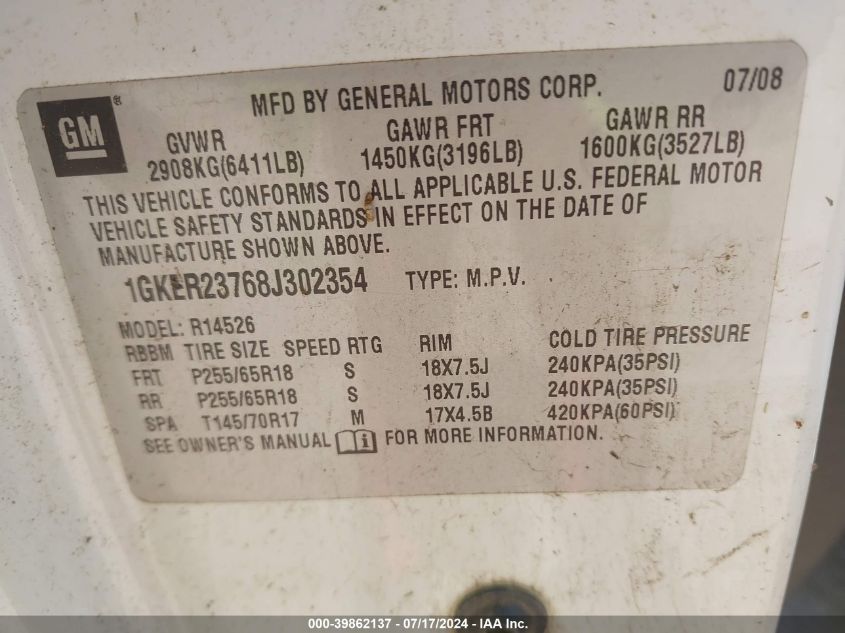 GM® MFD BY GENERAL MOTORS CORP. 07/08
GVWR GAWR FRT GAWR RR
2908KG(6411LB) 1450KG(3196LB) 1600KG(3527LB)
THIS VEHICLE CONFORMS TO ALL APPLICABLE U.S. FEDERAL MOTOR
VEHICLE SAFETY STANDARDS IN EFFECT ON THE DATE OF
MANUFACTURE SHOWN ABOVE.
1GKER23768J302354 TYPE: M.P.V.
MODEL: R14526
RBBM TIRE SIZE SPEED RTG RIM COLD TIRE PRESSURE
FRT P255/65R18 S 18X7.5J 240KPA(35PSI)
RR P255/65R18 S 18X7.5J 240KPA(35PSI)
SPA T145/70R17 M 17X4.5B 420KPA(60PSI)
SEE OWNER'S MANUAL FOR MORE INFORMATION.
000-39862137 - 07/17/2024 - IAA Inc.